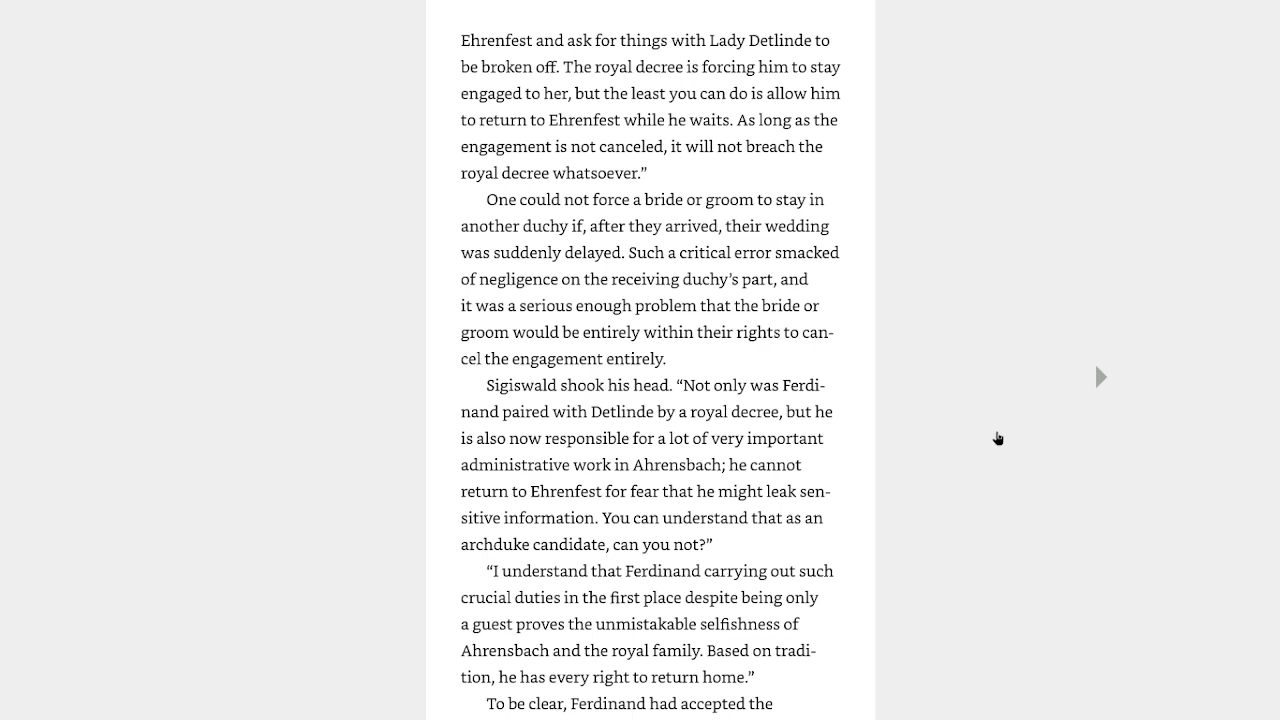 Ehrenfest and ask for things with Lady Detlinde to
be broken off. The royal decree is forcing him to stay
engaged to her, but the least you can do is allow him
to return to Ehrenfest while he waits. As long as the
engagement is not canceled, it will not breach the
royal decree whatsoever.”
One could not force a bride or groom to stay in
another duchy if, after they arrived, their wedding
was suddenly delayed. Such a critical error smacked
of negligence on the receiving duchy’s part, and
it was a serious enough problem that the bride or
groom would be entirely within their rights to can-
cel the engagement entirely.
Sigiswald shook his head. “Not only was Ferdi-
nand paired with Detlinde by a royal decree, but he
is also now responsible for a lot of very important
administrative work in Ahrensbach; he cannot
return to Ehrenfest for fear that he might leak sen-
sitive information. You can understand that as an
archduke candidate, can you not?”
“I understand that Ferdinand carrying out such
crucial duties in the first place despite being only
a guest proves the unmistakable selfishness of
Ahrensbach and the royal family. Based on tradi-
tion, he has every right to return home.”
To be clear, Ferdinand had accepted the